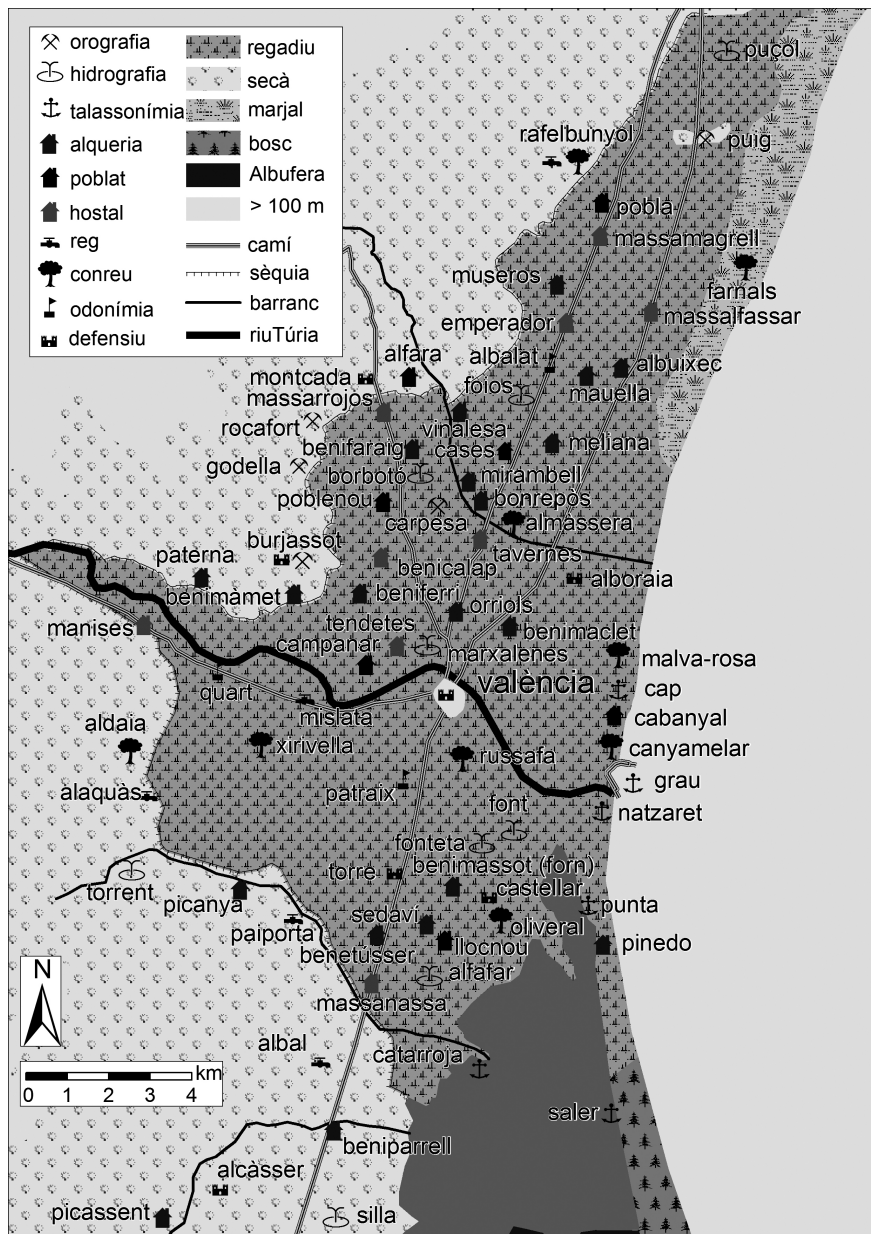 orografia
hidrografia
talassonímia
alqueria
poblat
hostal
reg
conreu
odonímia
defensiu
regadiu
secà
marjal
bosc
Albufera
> 100 m
camí
sèquia
barranc
riuTúria
puçol
puig
rafelbunyol
pobla
massamagrell
museros
farnals
massalfassar
emperador
albalat
albuixec
alfara
montcada
foios
mauella
massarrojos
rocafort
vinalesa
benifaraig
cases
meliana
godella
borbotó
mirambell
poblenou
bonrepòs
carpesa
almàssera
burjassot
tavernes
paterna
benicalap
alboraia
benimàmet
beniferri
orriols
manises
tendetes
benimaclet
campanar
marxalenes
malva-rosa
quart
valència
cap
mislata
cabanyal
aldaia
xirivella
russafa
canyamelar
alaquàs
patraix
grau
font
natzaret
fonteta
torre
benimassot (forn)
torrent
castellar
picanya
punta
sedaví
oliveral
paiporta
benetússer
llocnou
pinedo
alfafar
massanassa
N
albal
catarroja
km
0 1 2 3 4
saler
beniparrell
alcàsser
picassent
silla